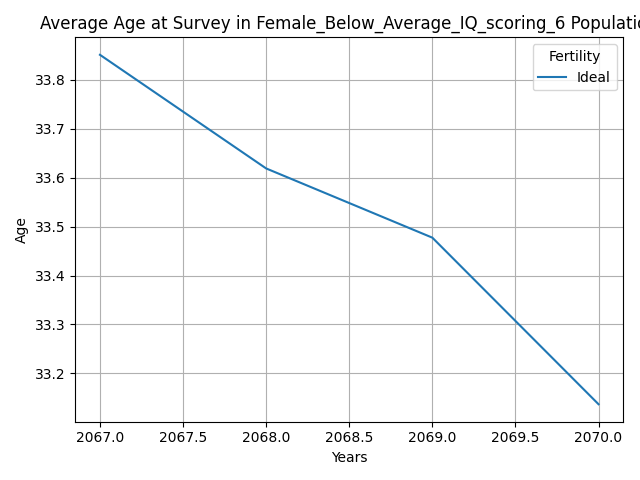 Average Age at Survey in Female_Below_Average_IQ_scoring_6 Populatio
Fertility
Ideal
33.8
33.7
33.6
33.5
33.4
33.3
33.2
Age
2067.0 2067.5 2068.0 2068.5 2069.0 2069.5 2070.0
Years